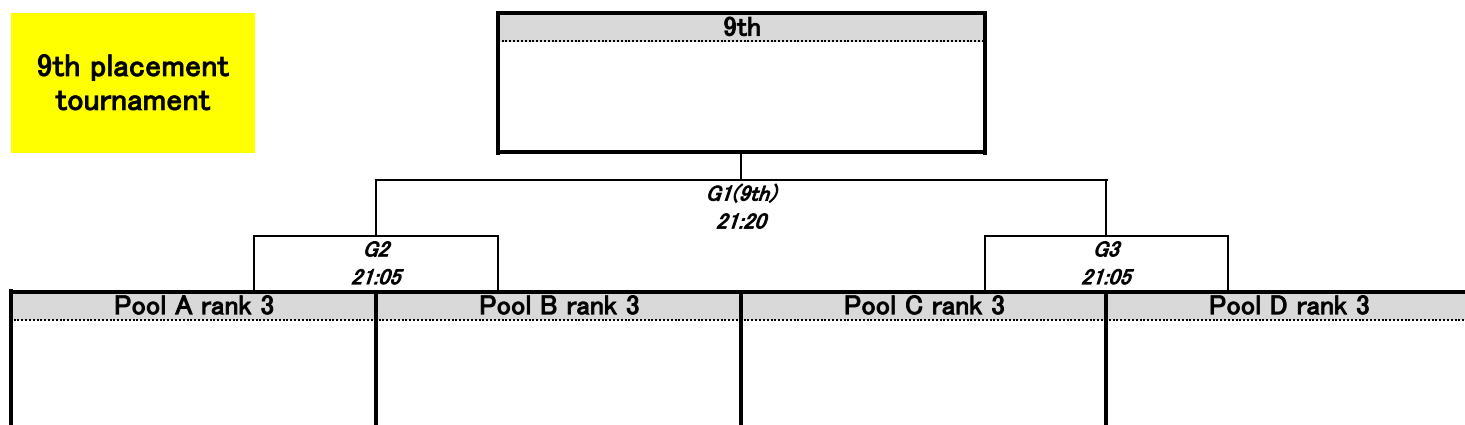 9th placement
tournament
9th
G1(9th)
21:20
G2
21:05
G3
21:05
Pool A rank 3
Pool B rank 3
Pool C rank 3
Pool D rank 3